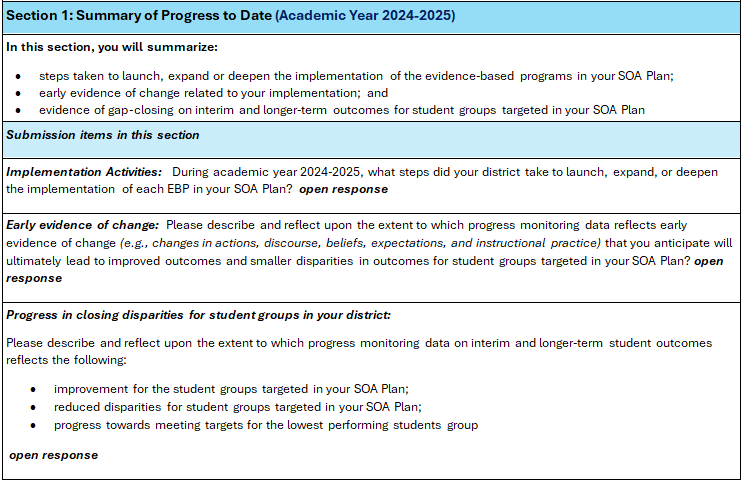 Section 1: Summary of Progress to Date (Academic Year 2024-2025)
In this section, you will summarize:
• steps taken to launch, expand or deepen the implementation of the evidence-based programs in your SOA Plan;
• early evidence of change related to your implementation; and
• evidence of gap-closing on interim and longer-term outcomes for student groups targeted in your SOA Plan
Submission items in this section
Implementation Activities: During academic year 2024-2025, what steps did your district take to launch, expand, or deepen
the implementation of each EBP in your SOA Plan? open response
Early evidence of change: Please describe and reflect upon the extent to which progress monitoring data reflects early
evidence of change (e.g., changes in actions, discourse, beliefs, expectations, and instructional practice) that you anticipate will
ultimately lead to improved outcomes and smaller disparities in outcomes for student groups targeted in your SOA Plan? open
response
Progress in closing disparities for student groups in your district:
Please describe and reflect upon the extent to which progress monitoring data on interim and longer-term student outcomes
reflects the following:
• improvement for the student groups targeted in your SOA Plan;
• reduced disparities for student groups targeted in your SOA Plan;
• progress towards meeting targets for the lowest performing students group
open response